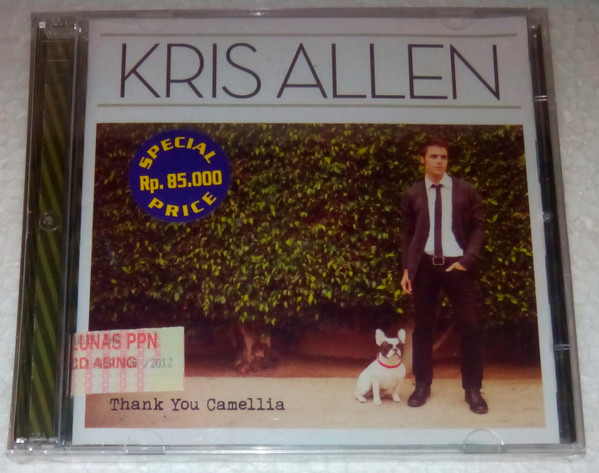 KRIS ALLEN
SPECIAL
Rp. 85.000
PRICE
LUNAS PPN
CD ASING /2012
Thank You Camellia